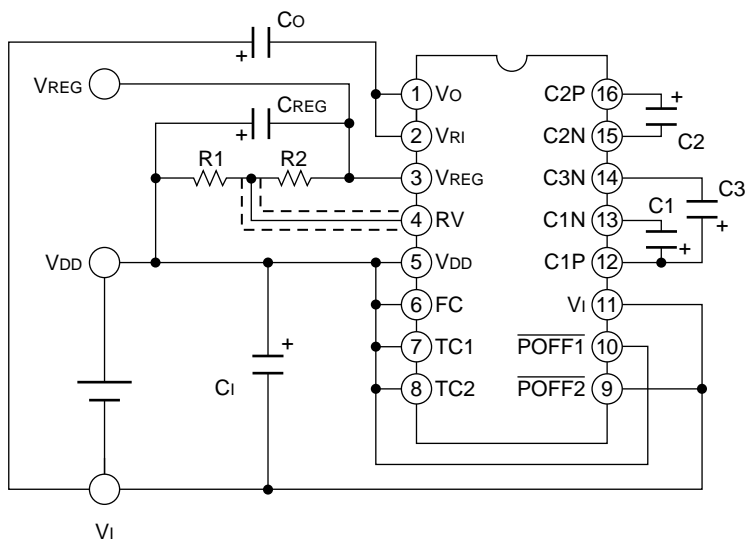 CO
+
VREG
CREG
+
R1
R2
VDD
CI
+
VI
1 VO
2 VRI
3 VREG
4 RV
5 VDD
6 FC
7 TC1
8 TC2
C2P 16
C2N 15
C3N 14
C1N 13
C1P 12
VI 11
POFF1 10
POFF2 9
+
C2
C3
C1
+
+